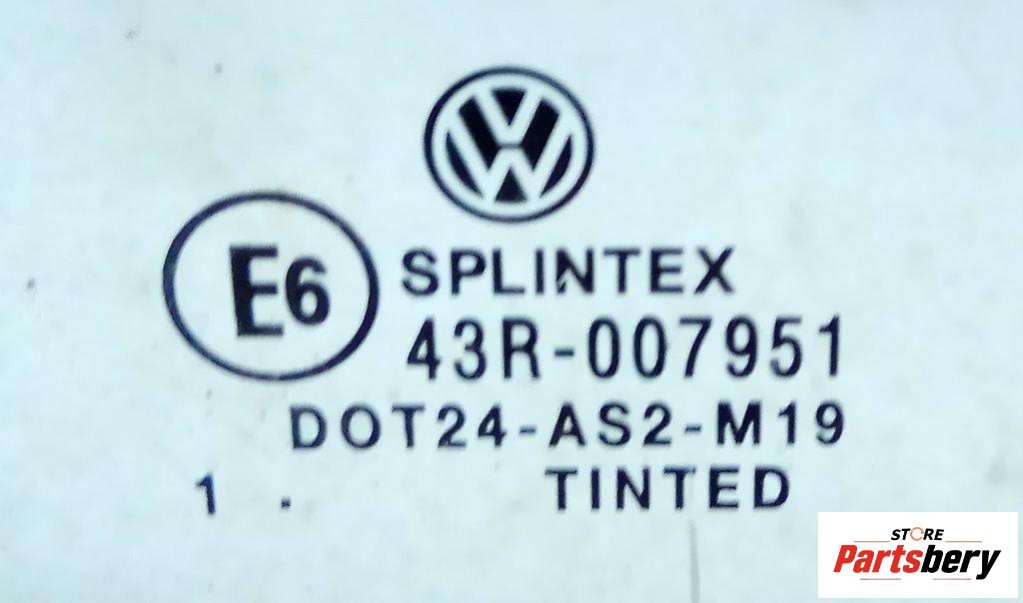 E6
SPLINTEX
43R-007951
DOT24-AS2-M19
1 .
TINTED
STORE
Partsbery